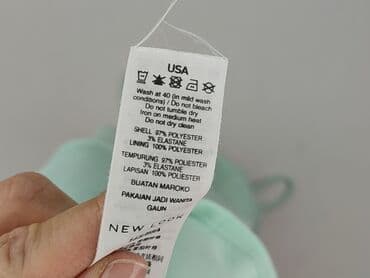 USA
Wash at 40 (in mild wash
conditions) / Do not bleach
Do not tumble dry
Iron on medium heat
Do not dry clean
SHELL 97% POLYESTER
3% ELASTANE
LINING 100% POLYESTER
TEMPURUNG 97% POLIESTER
3% ELASTANE
LAPISAN 100% POLIESTER
BUATAN MAROKO
PAKAIAN JADI WANITA
GAUN
NEW LOOK